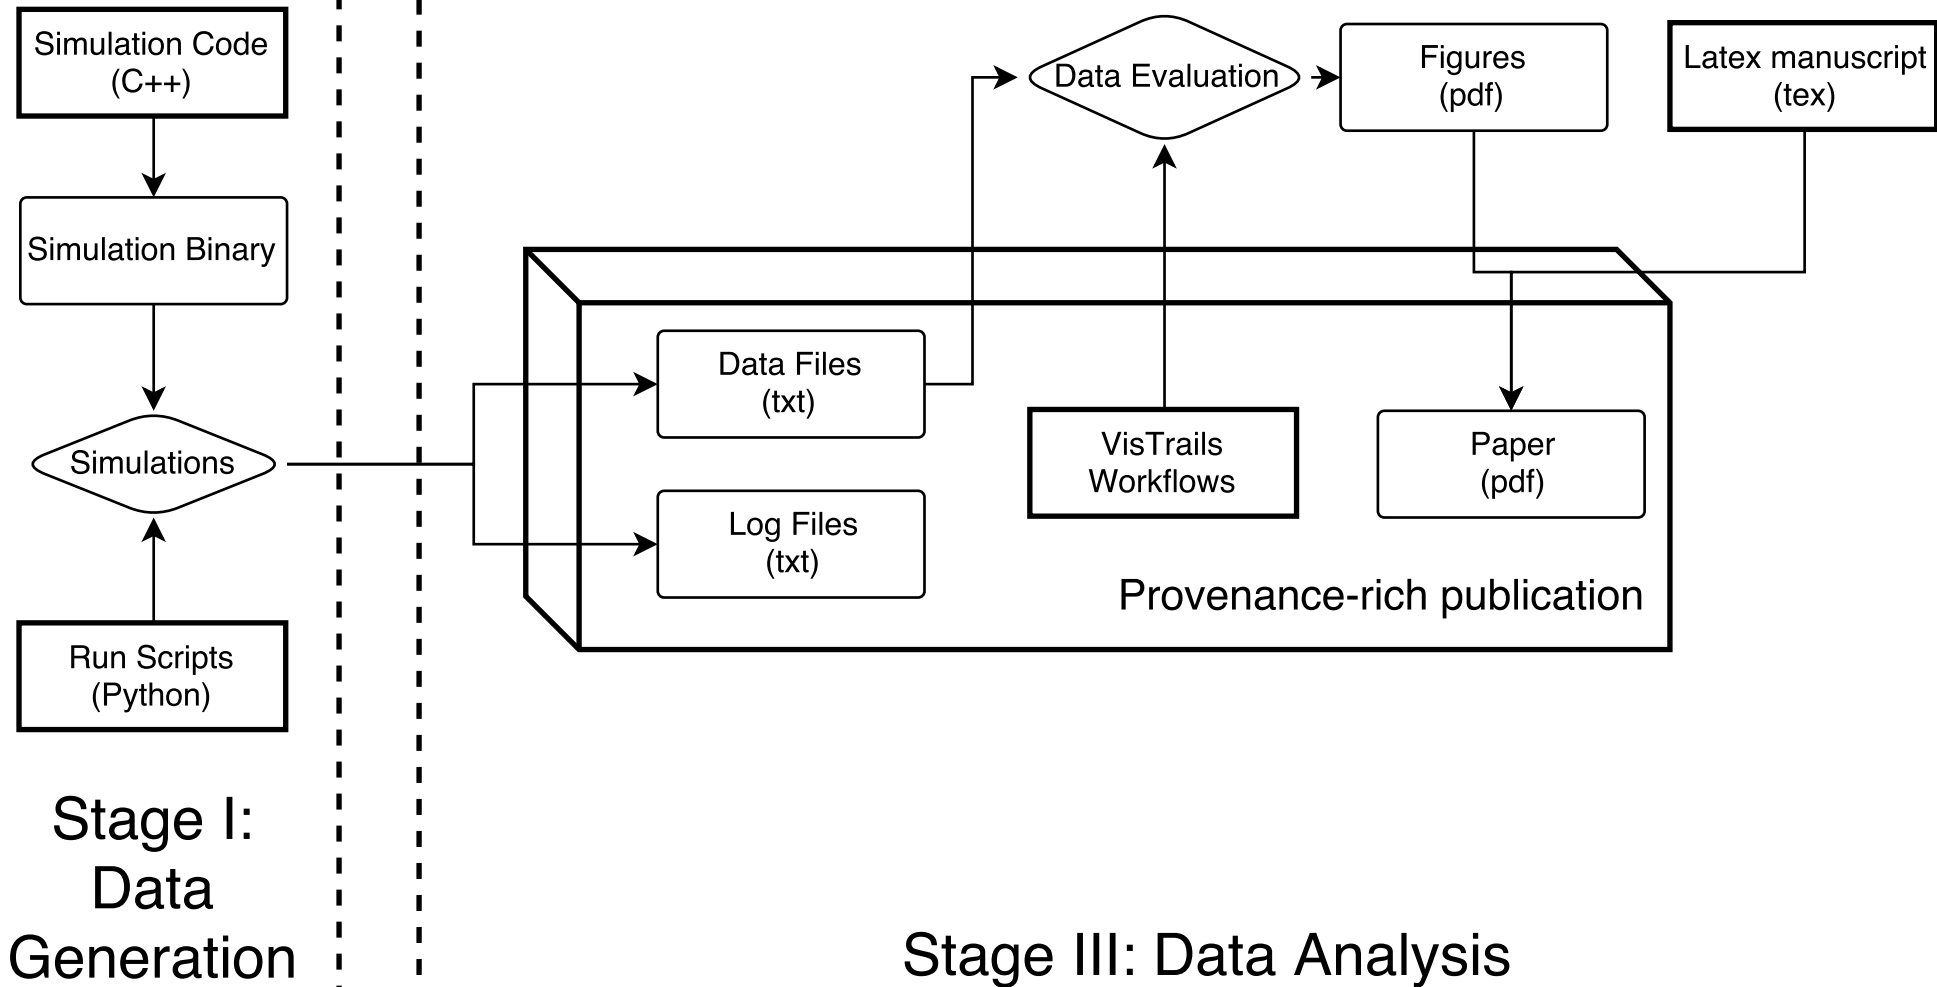 Simulation Code
(C++)
Simulation Binary
Simulations
Run Scripts
(Python)
Stage I:
Data
Generation
Data Evaluation
Figures
(pdf)
Latex manuscript
(tex)
Data Files
(txt)
Log Files
(txt)
VisTrails
Workflows
Paper
(pdf)
Provenance-rich publication
Stage III: Data Analysis